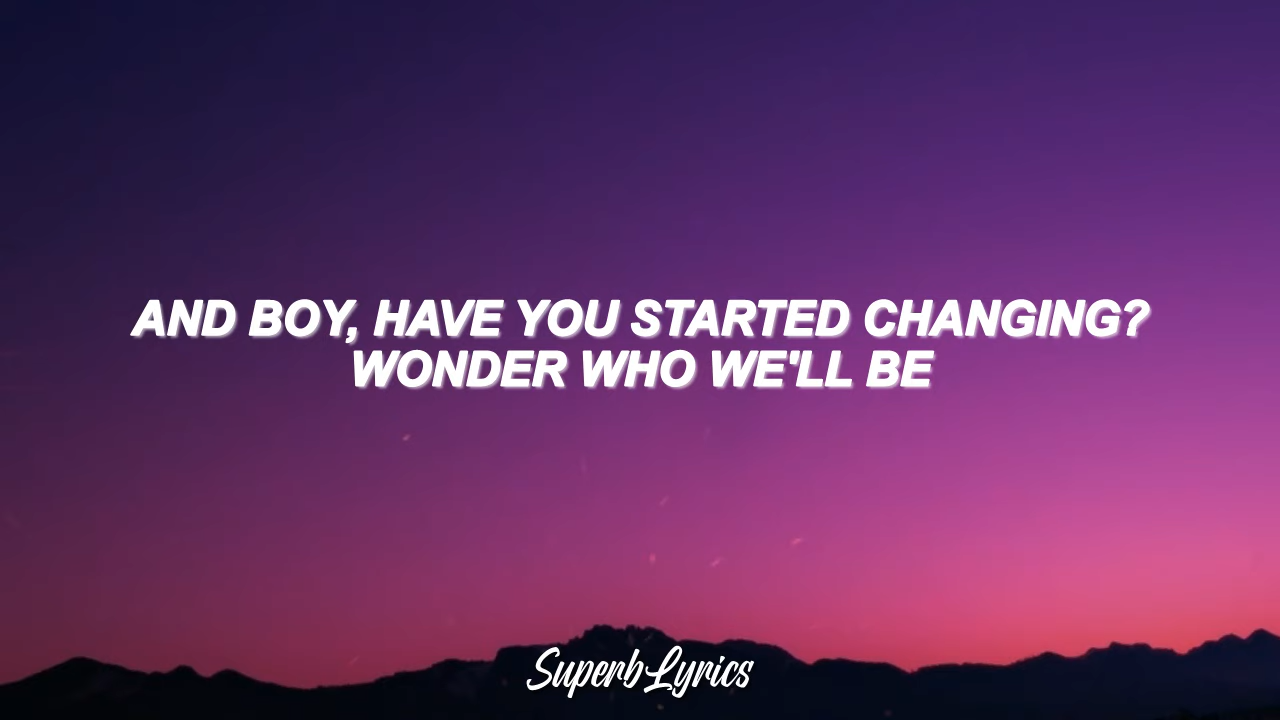 AND BOY, HAVE YOU STARTED CHANGING?
WONDER WHO WE'LL BE
SuperbLyrics